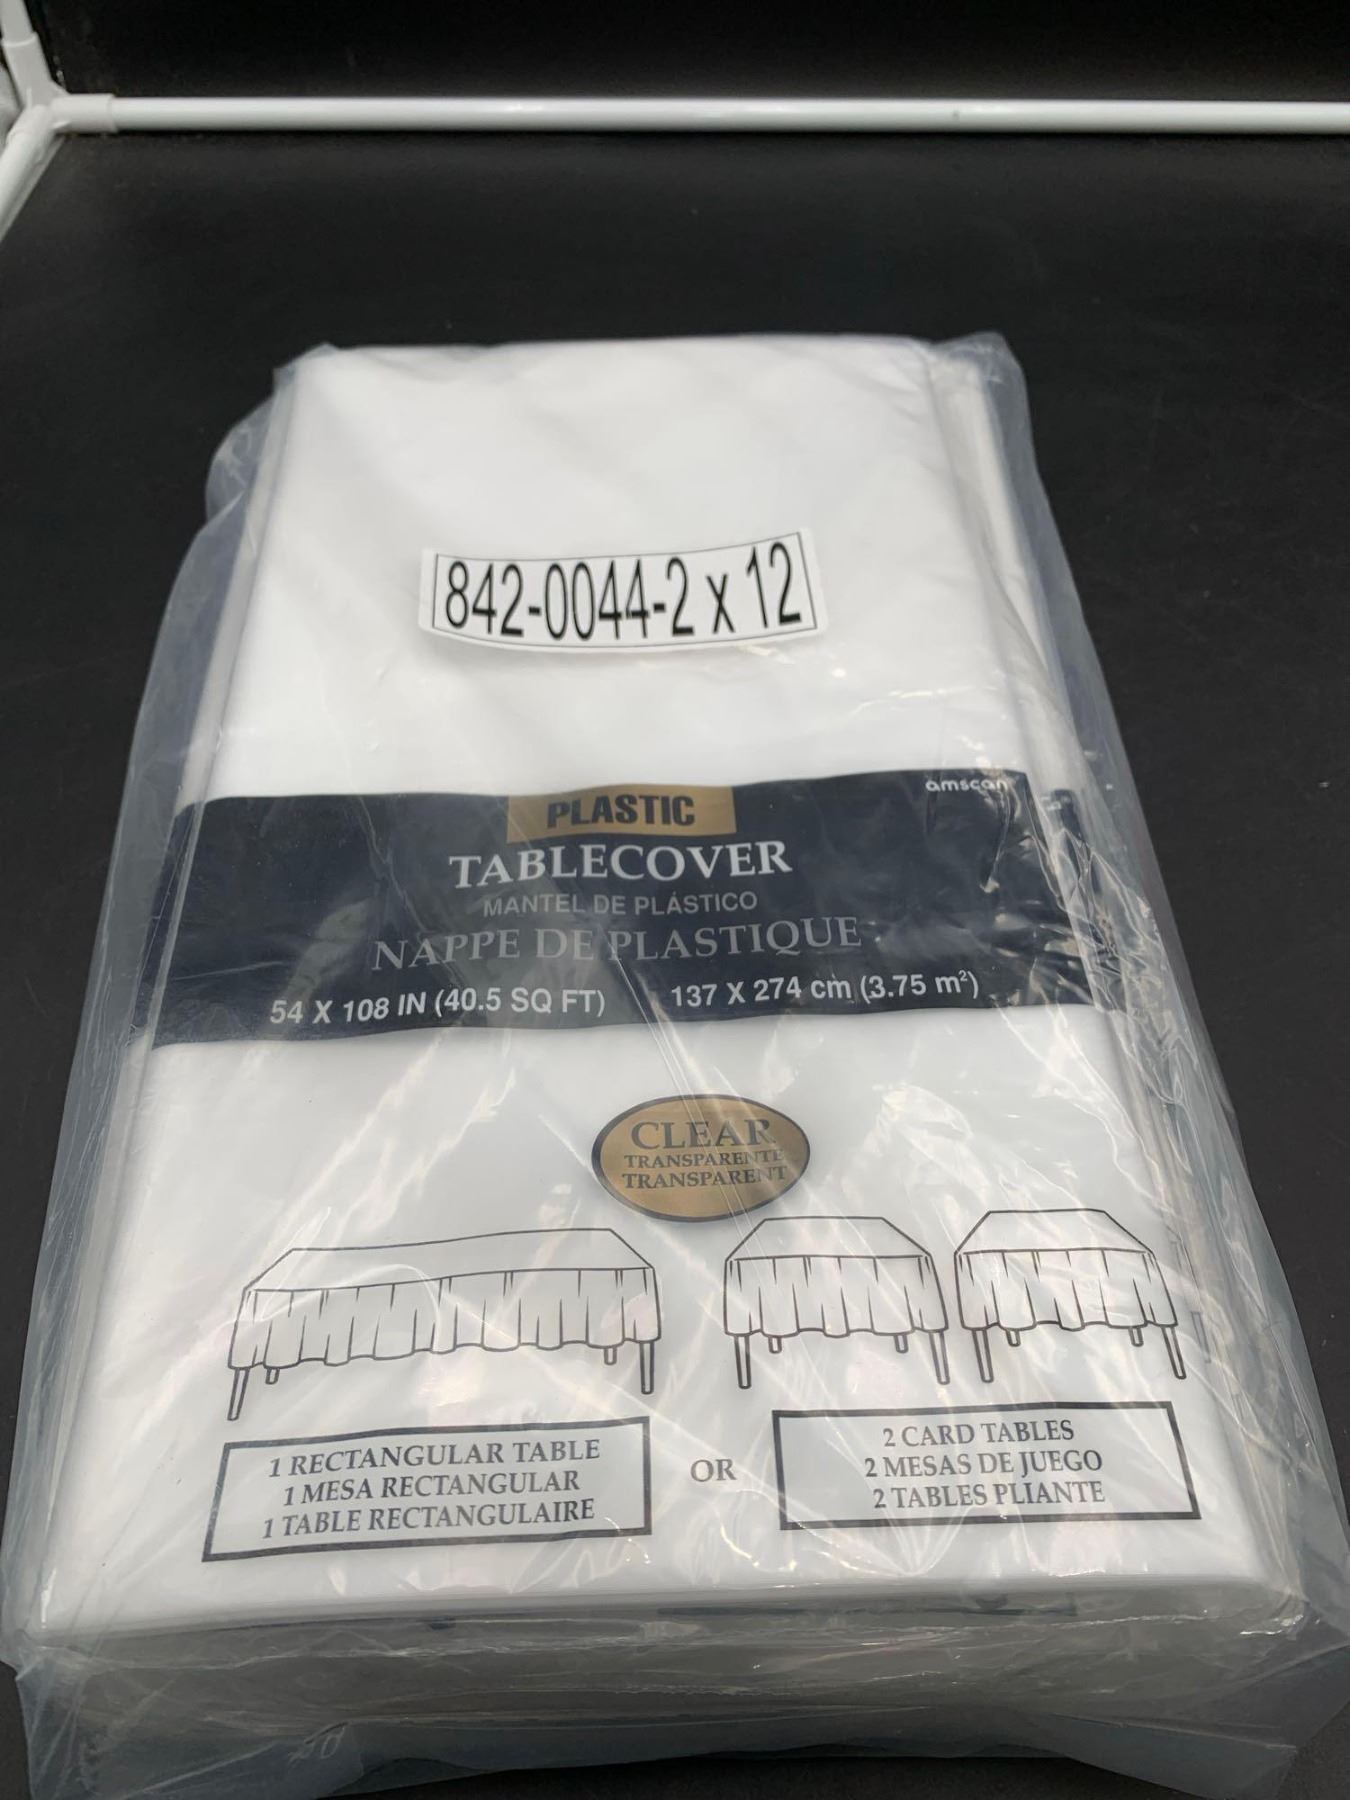 842-0044-2 x 12
amscan
PLASTIC
TABLECOVER
MANTEL DE PLÁSTICO
NAPPE DE PLASTIQUE
54 X 108 IN (40.5 SQ FT) 137 X 274 cm (3.75 m²)
CLEAR
TRANSPARENTE
TRANSPARENT
1 RECTANGULAR TABLE
1 MESA RECTANGULAR
1 TABLE RECTANGULAIRE
OR
2 CARD TABLES
2 MESAS DE JUEGO
2 TABLES PLIANTE